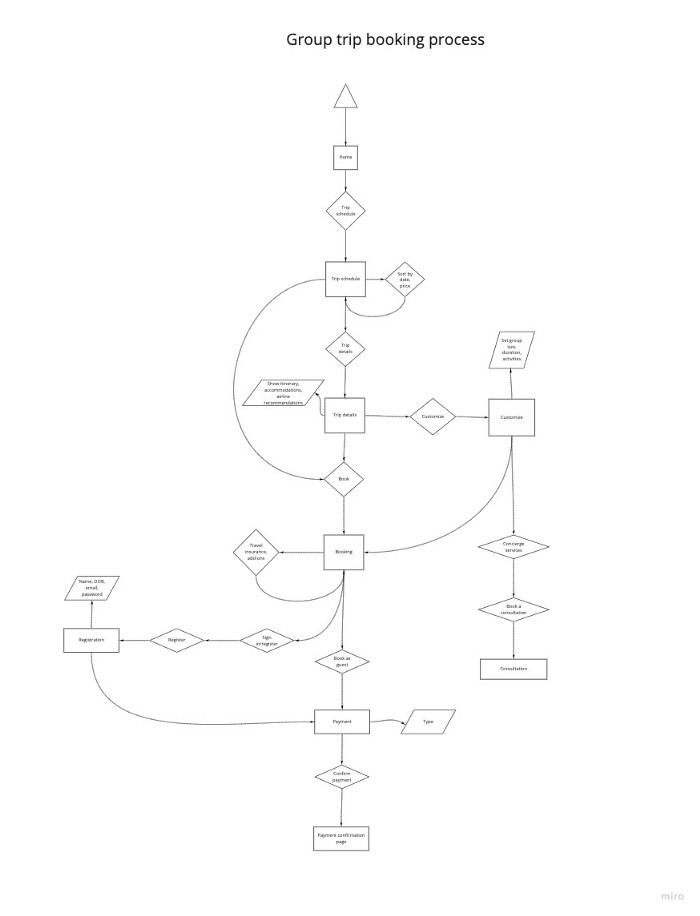 Group trip booking process
Home
Trip
schedule
Trip schedule
Sort by
date,
price
Trip
details
Set group
size,
duration,
activities
Show itinerary,
accomodations,
airline
recommendations
Trip details
Customize
Customize
Book
Travel
insurance,
add-ons
Booking
Concierge
services
Name, DOB,
email,
password
Book a
consultation
Registration
Register
Sign
in/register
Book as
guest
Consultation
Payment
Type
Confirm
payment
Payment confirmation
page
miro